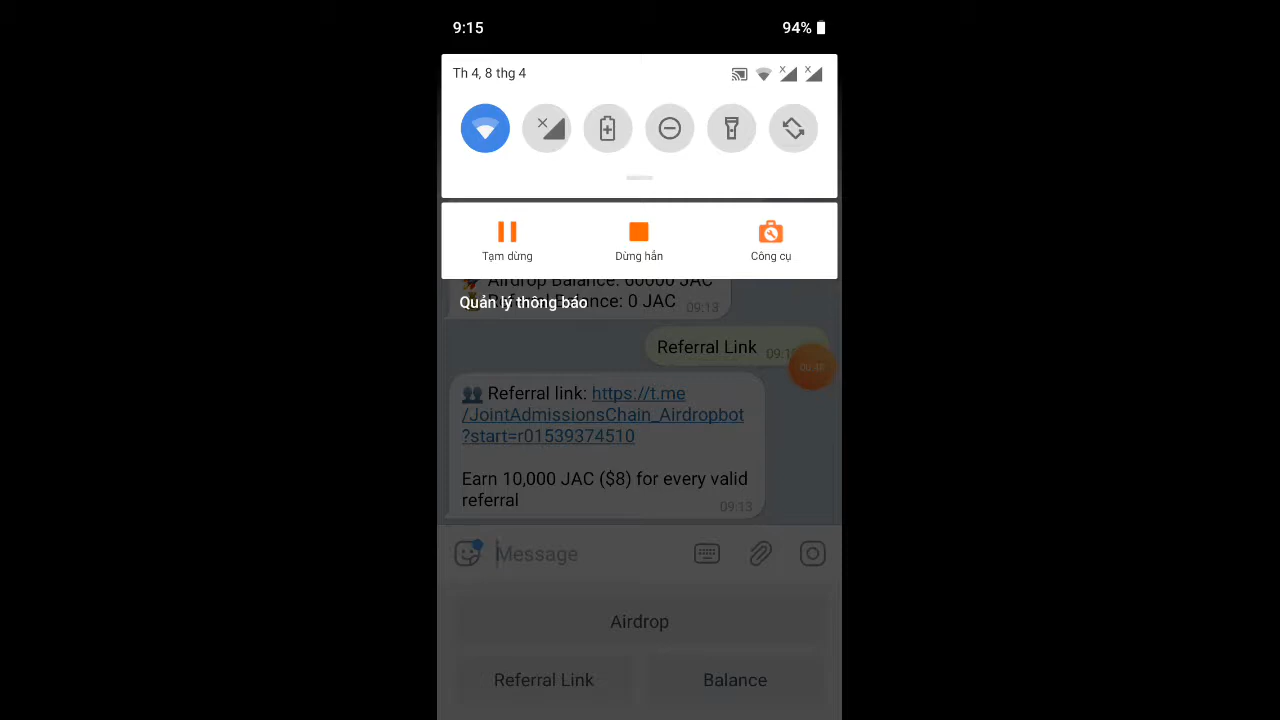 9:15
94%
Th 4, 8 thg 4
Tạm dừng
Dừng hẳn
Công cụ
Airdrop Balance: 60000 JAC
Referral Balance: 0 JAC 09:13
Quản lý thông báo
Referral Link
Referral link: https://t.me
/JointAdmissionsChain_Airdropbot
?start=r01539374510
Earn 10,000 JAC ($8) for every valid
referral
09:13
Message
Airdrop
Referral Link
Balance